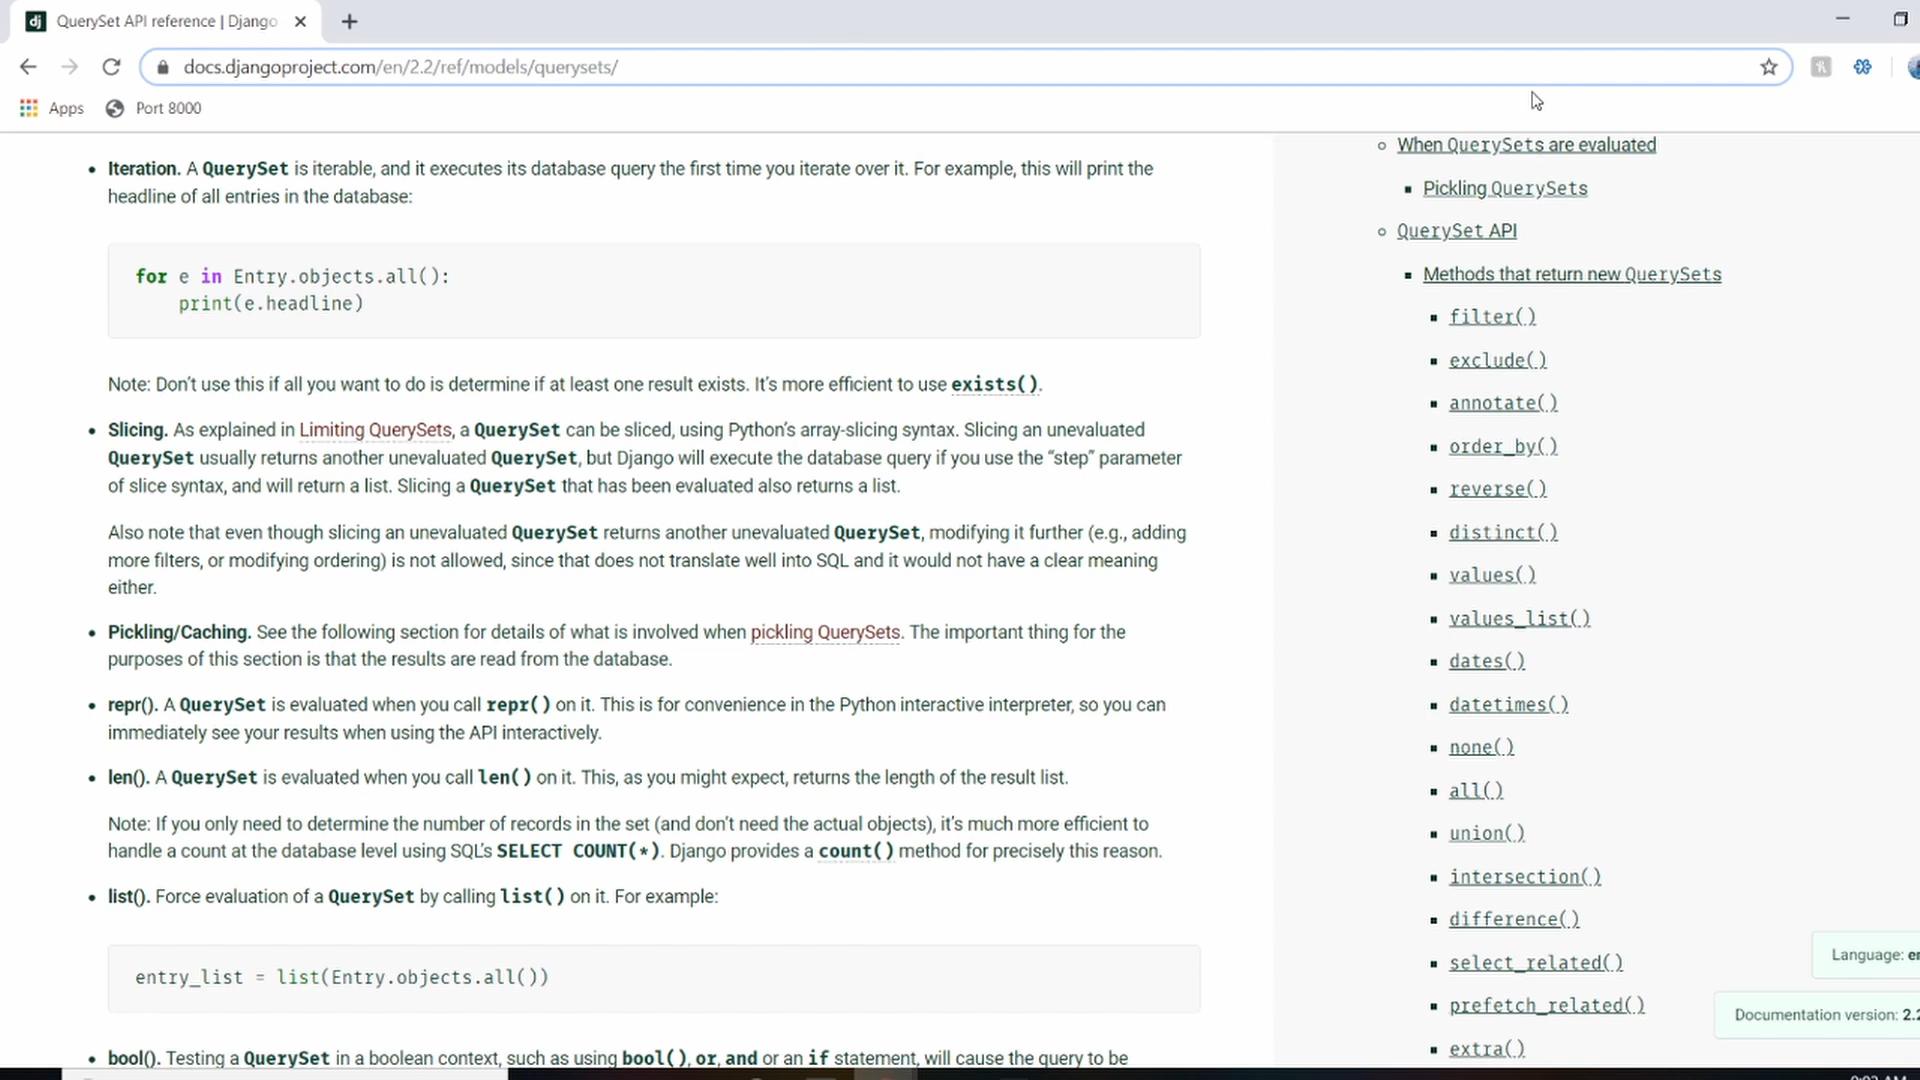 QuerySet API reference | Django
docs.djangoproject.com/en/2.2/ref/models/querysets/
Apps
Port 8000
Iteration. A QuerySet is iterable, and it executes its database query the first time you iterate over it. For example, this will print the
headline of all entries in the database:
for e in Entry.objects.all():
print(e.headline)
Note: Don’t use this if all you want to do is determine if at least one result exists. It’s more efficient to use exists().
Slicing. As explained in Limiting QuerySets, a QuerySet can be sliced, using Python’s array-slicing syntax. Slicing an unevaluated
QuerySet usually returns another unevaluated QuerySet, but Django will execute the database query if you use the “step” parameter
of slice syntax, and will return a list. Slicing a QuerySet that has been evaluated also returns a list.
Also note that even though slicing an unevaluated QuerySet returns another unevaluated QuerySet, modifying it further (e.g., adding
more filters, or modifying ordering) is not allowed, since that does not translate well into SQL and it would not have a clear meaning
either.
Pickling/Caching. See the following section for details of what is involved when pickling QuerySets. The important thing for the
purposes of this section is that the results are read from the database.
repr(). A QuerySet is evaluated when you call repr() on it. This is for convenience in the Python interactive interpreter, so you can
immediately see your results when using the API interactively.
len(). A QuerySet is evaluated when you call len() on it. This, as you might expect, returns the length of the result list.
Note: If you only need to determine the number of records in the set (and don’t need the actual objects), it’s much more efficient to
handle a count at the database level using SQL’s SELECT COUNT(*). Django provides a count() method for precisely this reason.
list(). Force evaluation of a QuerySet by calling list() on it. For example:
entry_list = list(Entry.objects.all())
bool(). Testing a QuerySet in a boolean context, such as using bool(), or, and or an if statement, will cause the query to be
When QuerySets are evaluated
Pickling QuerySets
QuerySet API
Methods that return new QuerySets
filter()
exclude()
annotate()
order_by()
reverse()
distinct()
values()
values_list()
dates()
datetimes()
none()
all()
union()
intersection()
difference()
select_related()
prefetch_related()
extra()
Language: en
Documentation version: 2.2